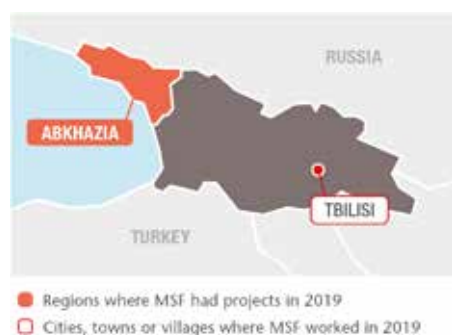 RUSSIA
ABKHAZIA
TBILISI
TURKEY
Regions where MSF had projects in 2019
Cities, towns or villages where MSF worked in 2019